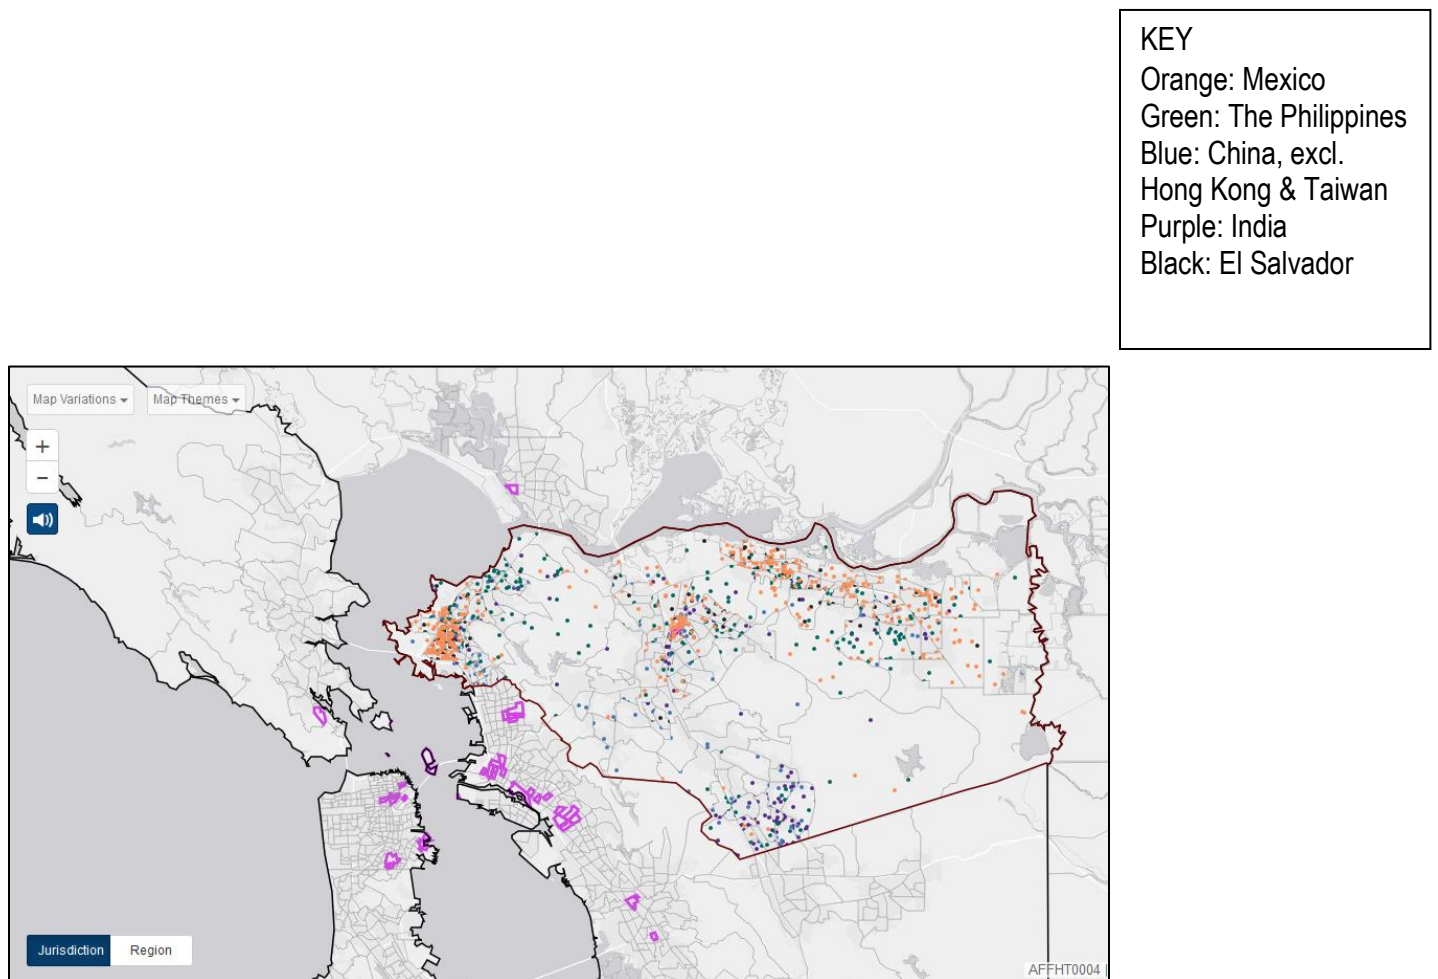 KEY
Orange: Mexico
Green: The Philippines
Blue: China, excl.
Hong Kong & Taiwan
Purple: India
Black: El Salvador
Map Variations
Map Themes
+
−
Jurisdiction
Region
AFFHT0004